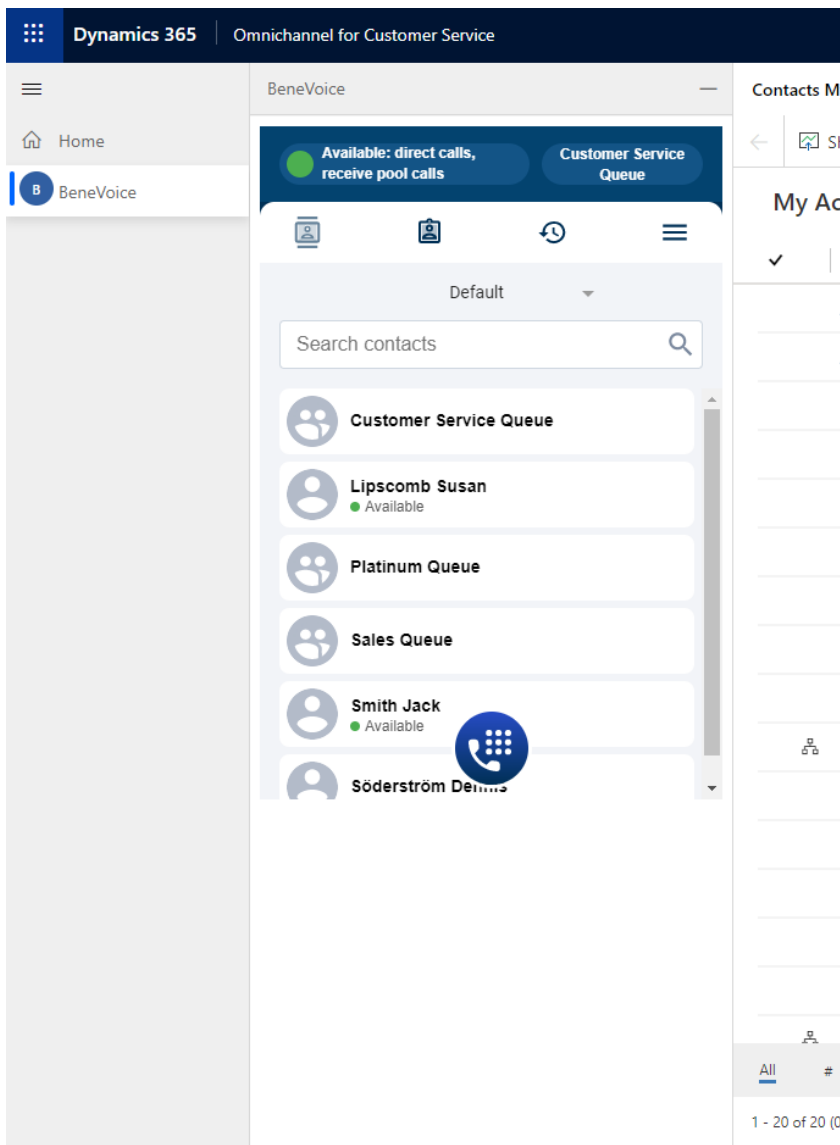 Dynamics 365 Omnichannel for Customer Service
Home
B BeneVoice
BeneVoice
Available: direct calls,
receive pool calls
Customer Service
Queue
Default
Search contacts
Customer Service Queue
Lipscomb Susan
Available
Platinum Queue
Sales Queue
Smith Jack
Available
Söderström Dennis
Contacts M
My Ac
All #
1 - 20 of 20 (0